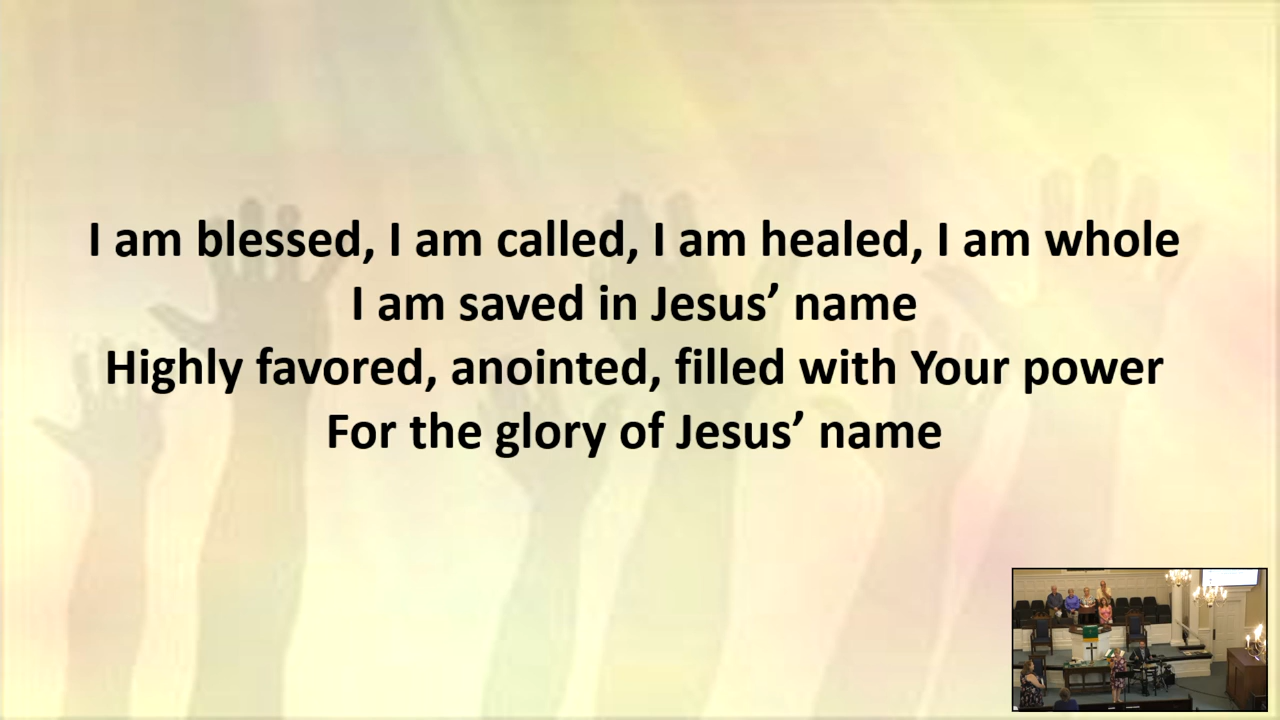 I am blessed, I am called, I am healed, I am whole
I am saved in Jesus’ name
Highly favored, anointed, filled with Your power
For the glory of Jesus’ name